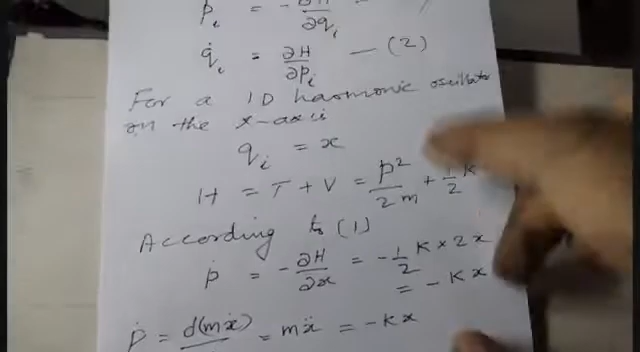 ṗᵢ = - ∂H/∂qᵢ
q̇ᵢ = ∂H/∂pᵢ — (2)
For a 1D harmonic oscillator
on the x-axis
qᵢ = x
H = T + V = p²/2m + 1/2 K
According to (1)
ṗ = - ∂H/∂x = - 1/2 K × 2x
= - Kx
ṗ = d(mẋ) = mẍ = - Kx